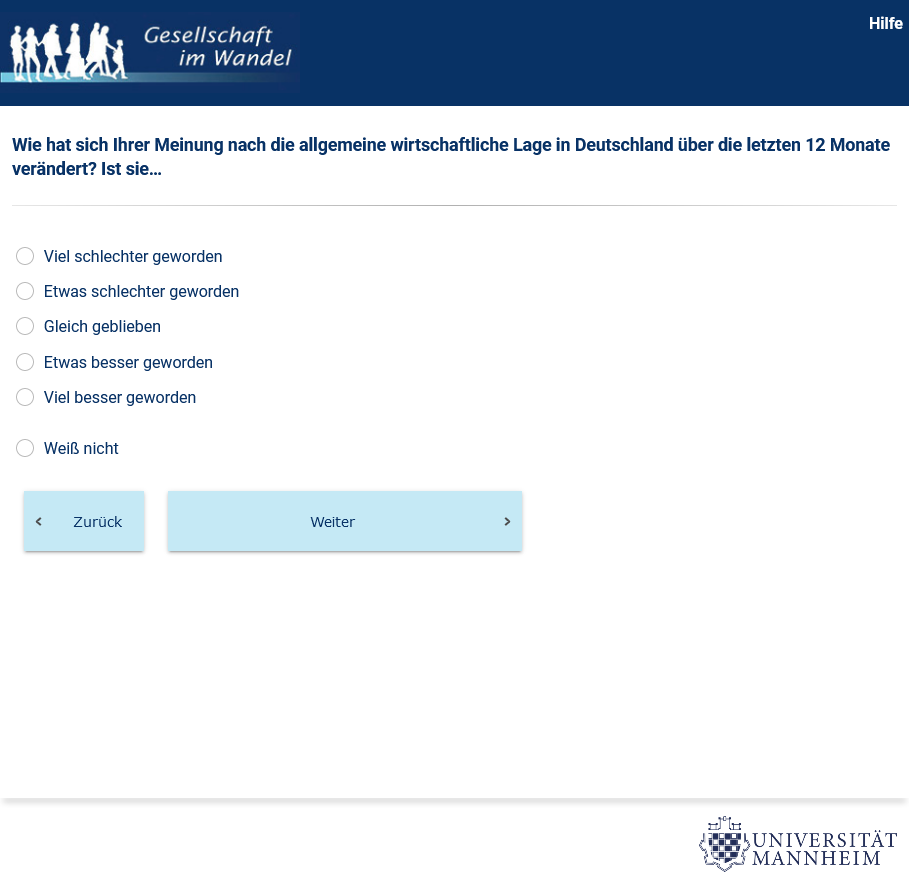 Gesellschaft
im Wandel
Hilfe
Wie hat sich Ihrer Meinung nach die allgemeine wirtschaftliche Lage in Deutschland über die letzten 12 Monate
verändert? Ist sie…
Viel schlechter geworden
Etwas schlechter geworden
Gleich geblieben
Etwas besser geworden
Viel besser geworden
Weiß nicht
Zurück
Weiter
UNIVERSITÄT
MANNHEIM